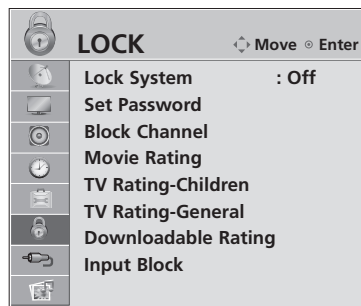 LOCK Move Enter
Lock System : Off
Set Password
Block Channel
Movie Rating
TV Rating-Children
TV Rating-General
Downloadable Rating
Input Block